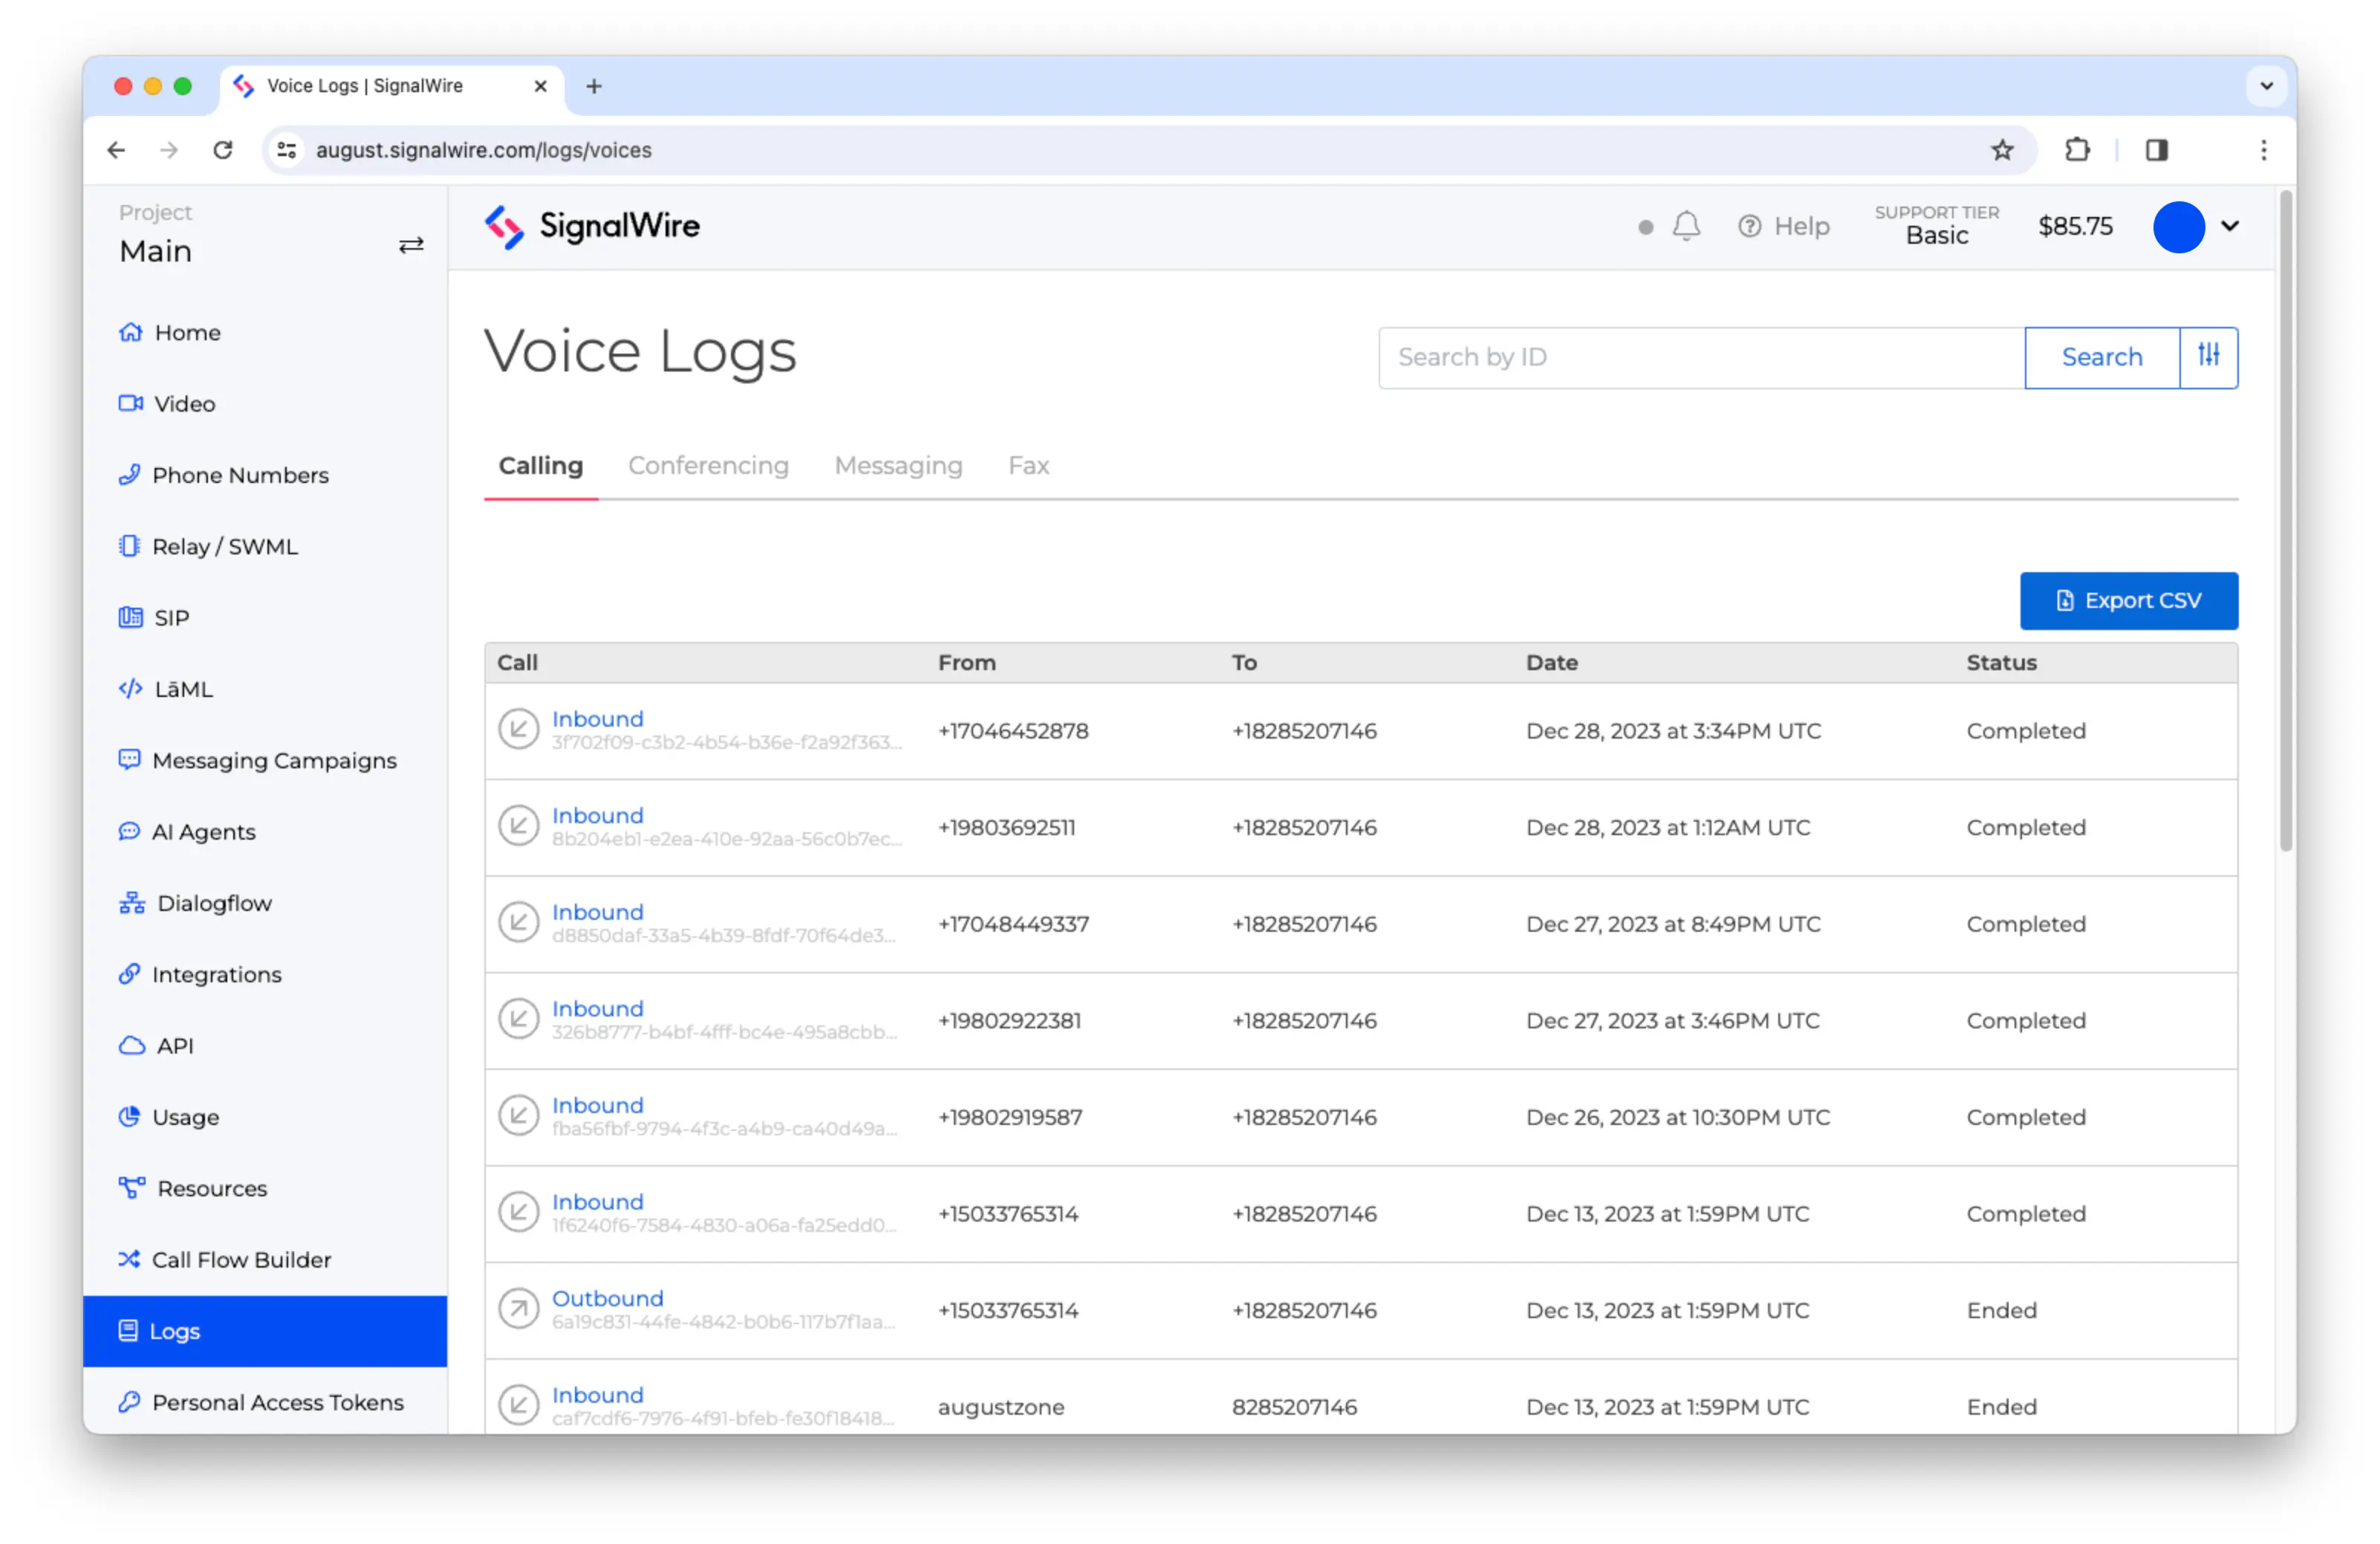 Voice Logs | SignalWire
august.signalwire.com/logs/voices
Project
Main
SignalWire
Help
SUPPORT TIER
Basic
$85.75
Home
Video
Phone Numbers
Relay / SWML
SIP
LāML
Messaging Campaigns
AI Agents
Dialogflow
Integrations
API
Usage
Resources
Call Flow Builder
Logs
Personal Access Tokens
Voice Logs
Search by ID
Search
Calling Conferencing Messaging Fax
Export CSV
Call From To Date Status
Inbound
3f702f09-c3b2-4b54-b36e-f2a92f363...
+17046452878 +18285207146 Dec 28, 2023 at 3:34PM UTC Completed
Inbound
8b204eb1-e2ea-410e-92aa-56c0b7ec...
+19803692511 +18285207146 Dec 28, 2023 at 1:12AM UTC Completed
Inbound
d8850daf-33a5-4b39-8fdf-70f64de3...
+17048449337 +18285207146 Dec 27, 2023 at 8:49PM UTC Completed
Inbound
326b8777-b4bf-4fff-bc4e-495a8cbb...
+19802922381 +18285207146 Dec 27, 2023 at 3:46PM UTC Completed
Inbound
fba56fbf-9794-4f3c-a4b9-ca40d49a...
+19802919587 +18285207146 Dec 26, 2023 at 10:30PM UTC Completed
Inbound
1f6240f6-7584-4830-a06a-fa25edd0...
+15033765314 +18285207146 Dec 13, 2023 at 1:59PM UTC Completed
Outbound
6a19c831-44fe-4842-b0b6-117b7f1aa...
+15033765314 +18285207146 Dec 13, 2023 at 1:59PM UTC Ended
Inbound
caf7cdf6-7976-4f91-bfeb-fe30f18418...
augustzone 8285207146 Dec 13, 2023 at 1:59PM UTC Ended